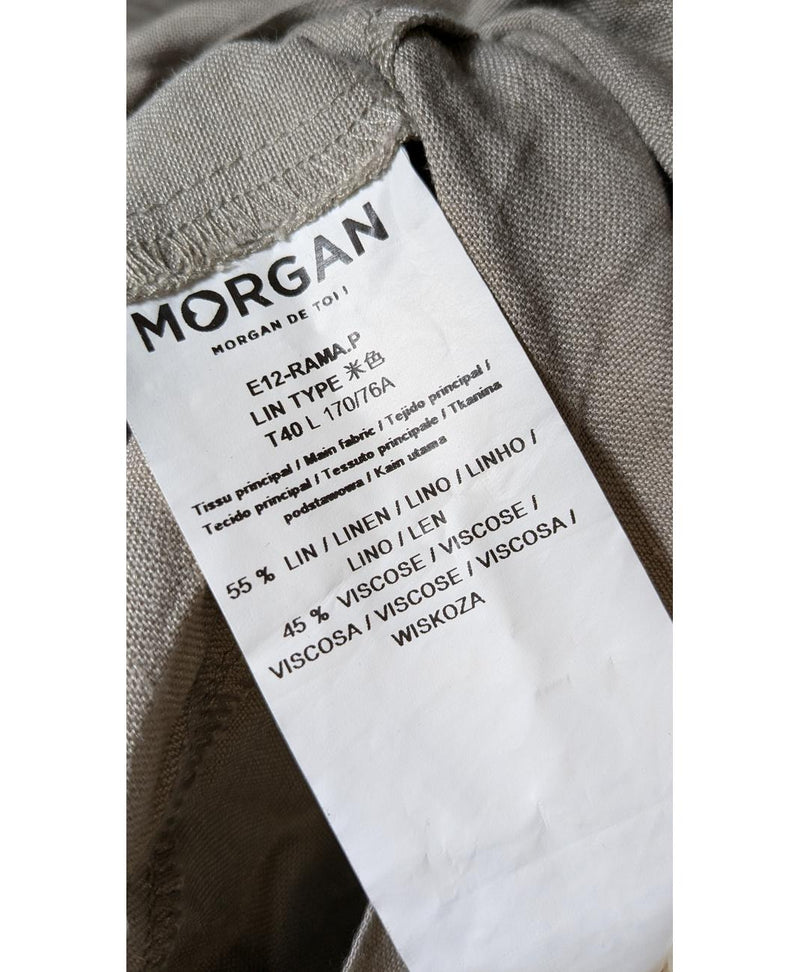 MORGAN
MORGAN DE TOI !
E12-RAMA.P
LIN TYPE 米色
T40 L 170/76A
Tissu principal / Main fabric / Tejido principal /
Tecido principal / Tessuto principale / Tkanina
podstawowa / Kain utama
55 % LIN / LINEN / LINO / LINHO /
LINO / LEN
45 % VISCOSE / VISCOSE /
VISCOSA / VISCOSE / VISCOSA /
WISKOZA